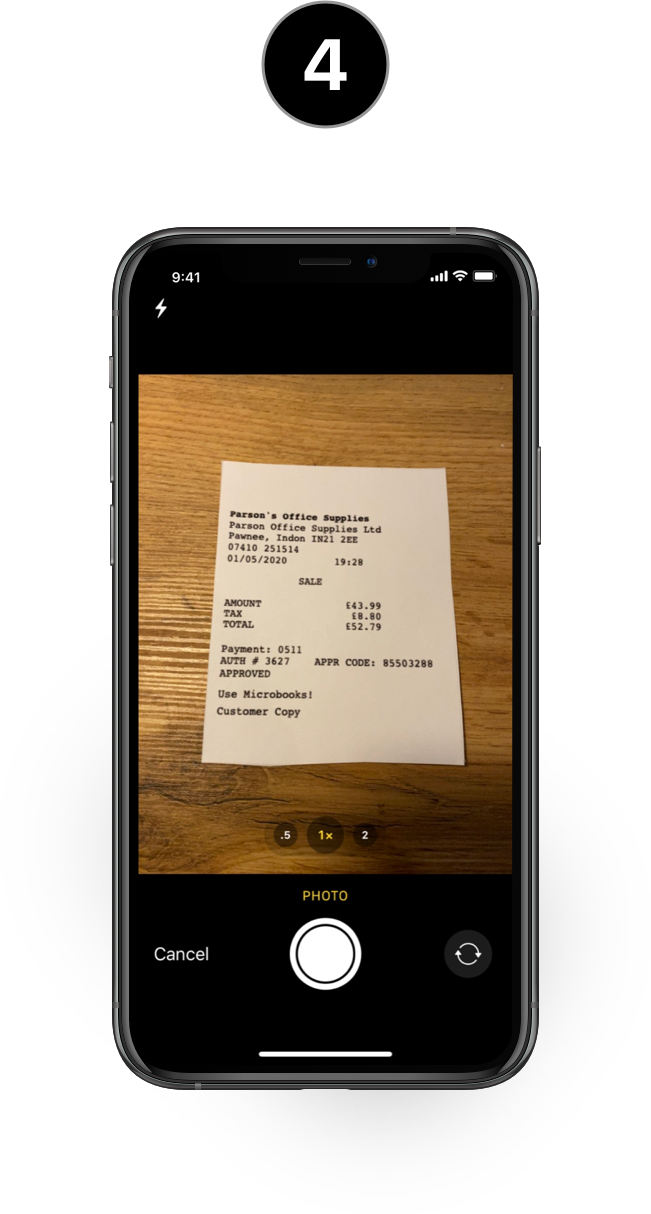 4
9:41
Parson's Office Supplies
Parson Office Supplies Ltd
Pawnee, Indon IN21 2EE
07410 251514
01/05/2020 19:28
SALE
AMOUNT £43.99
TAX £8.80
TOTAL £52.79
Payment: 0511
AUTH # 3627 APPR CODE: 85503288
APPROVED
Use Microbooks!
Customer Copy
.5 1× 2
PHOTO
Cancel